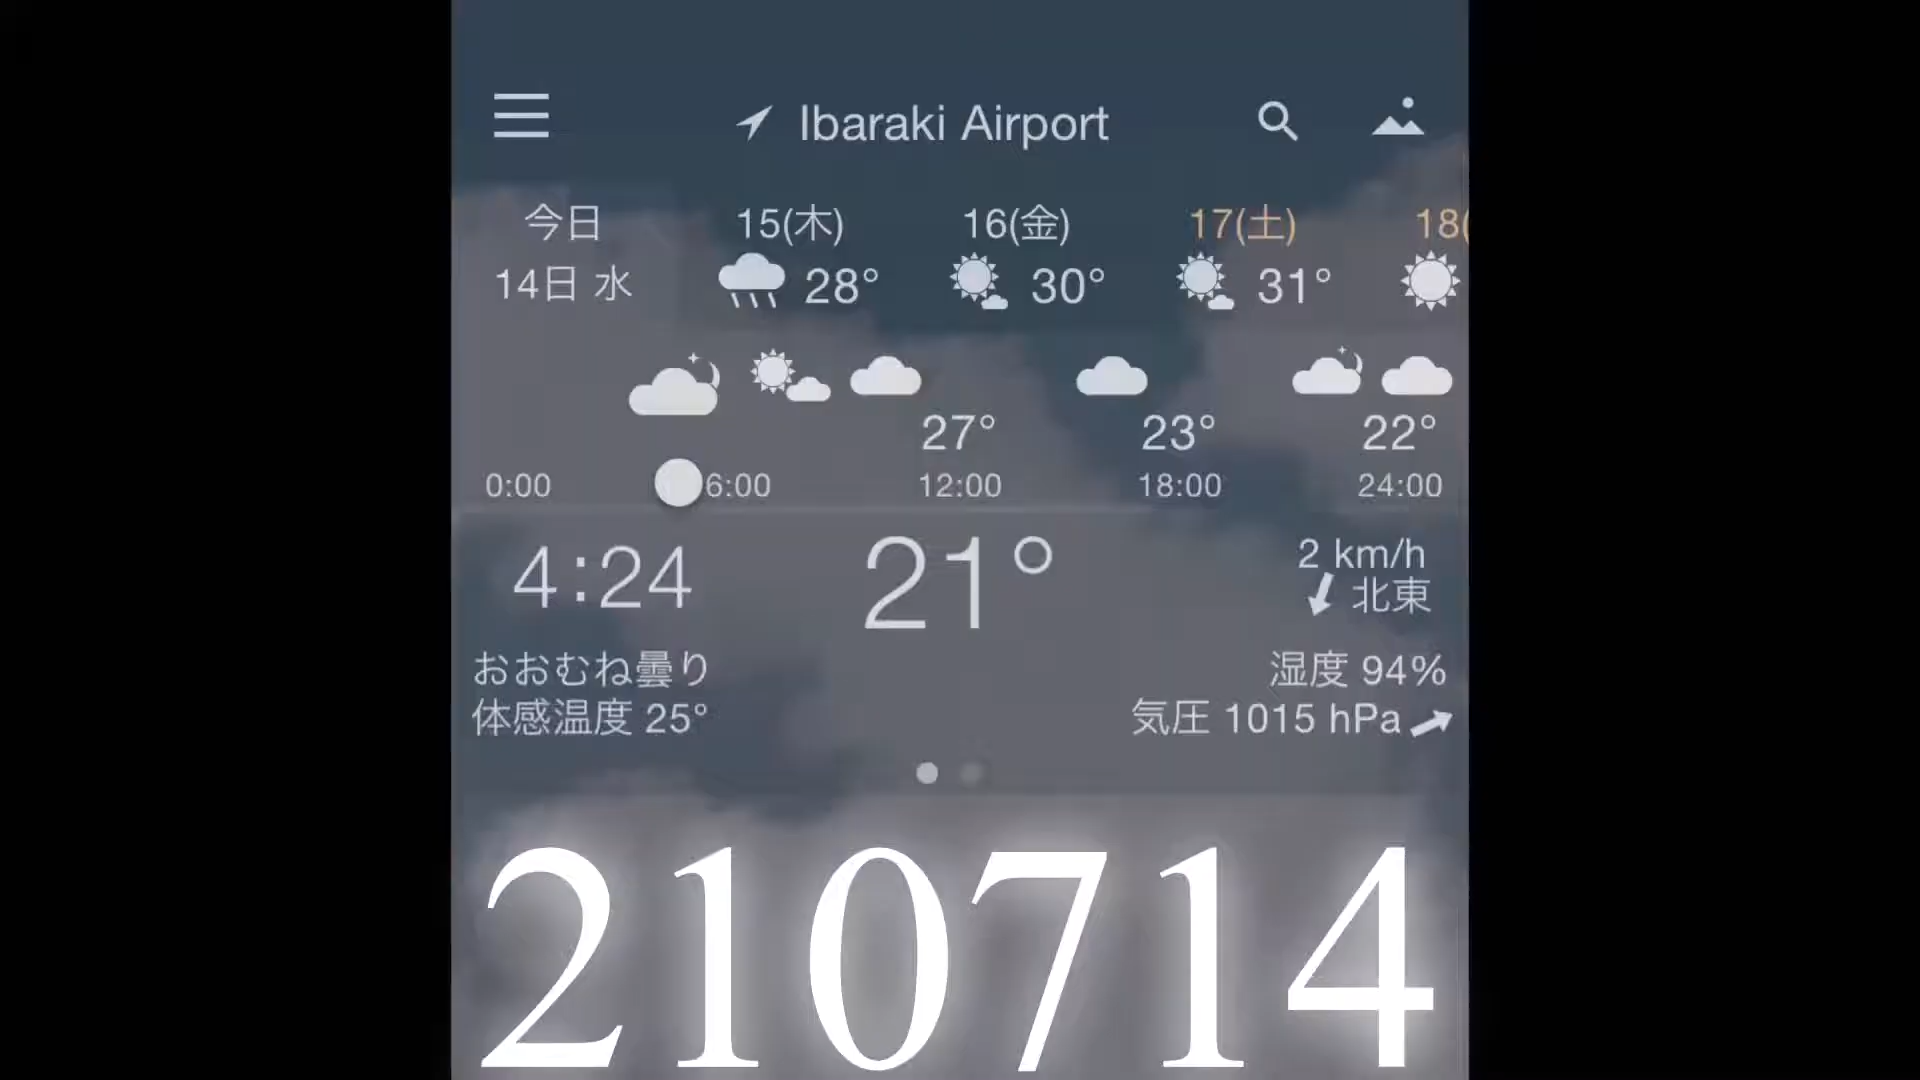 Ibaraki Airport
今日 15(木) 16(金) 17(土) 18(
14日 水 28° 30° 31°
27° 23° 22°
0:00 6:00 12:00 18:00 24:00
4:24 21° 2 km/h
北東
おおむね曇り 湿度 94%
体感温度 25° 気圧 1015 hPa
210714